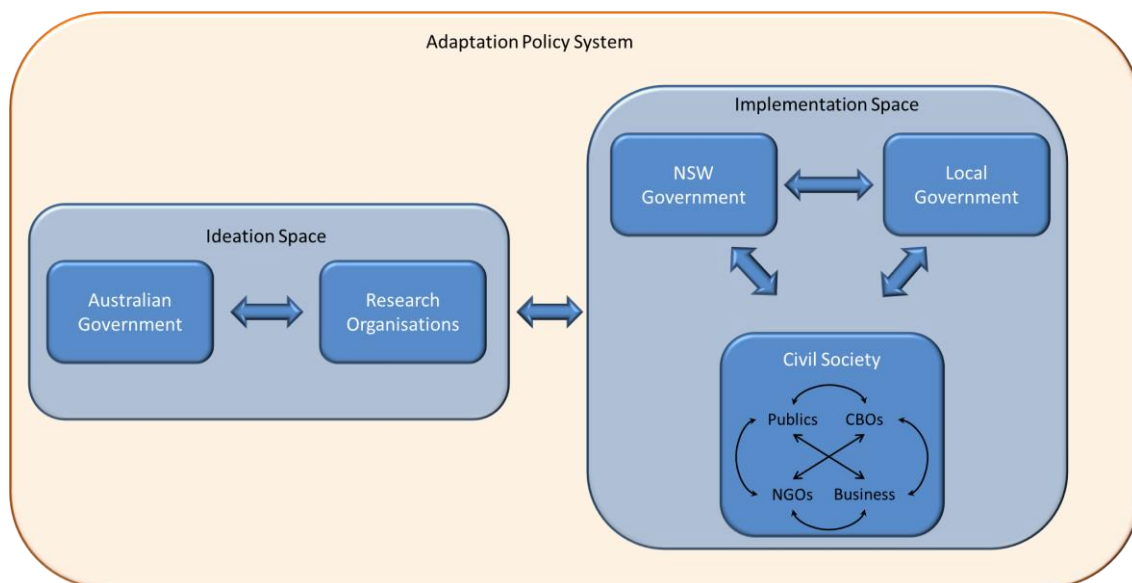 Adaptation Policy System
Implementation Space
NSW
Government
Local
Government
Ideation Space
Australian
Government
Research
Organisations
Civil Society
Publics CBOs
NGOs Business